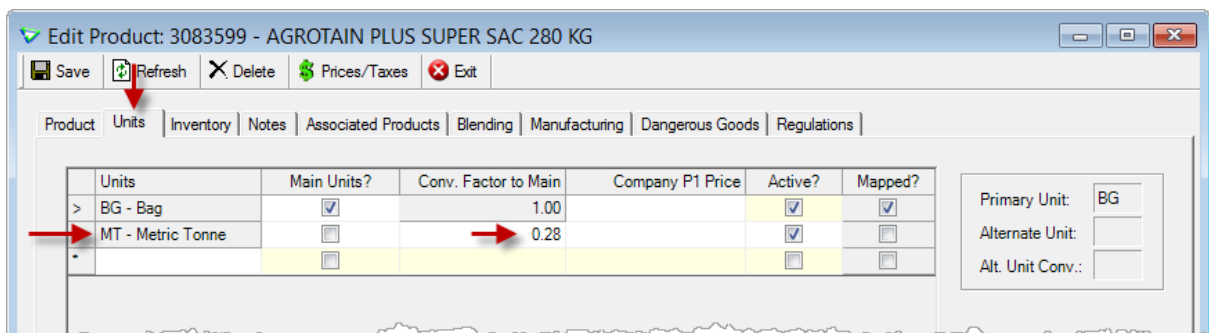 Edit Product: 3083599 - AGROTAIN PLUS SUPER SAC 280 KG
Save Refresh Delete Prices/Taxes Exit
Product Units Inventory Notes Associated Products Blending Manufacturing Dangerous Goods Regulations
Units Main Units? Conv. Factor to Main Company P1 Price Active? Mapped?
> BG - Bag 1.00
MT - Metric Tonne 0.28
*
Primary Unit: BG
Alternate Unit:
Alt. Unit Conv.: